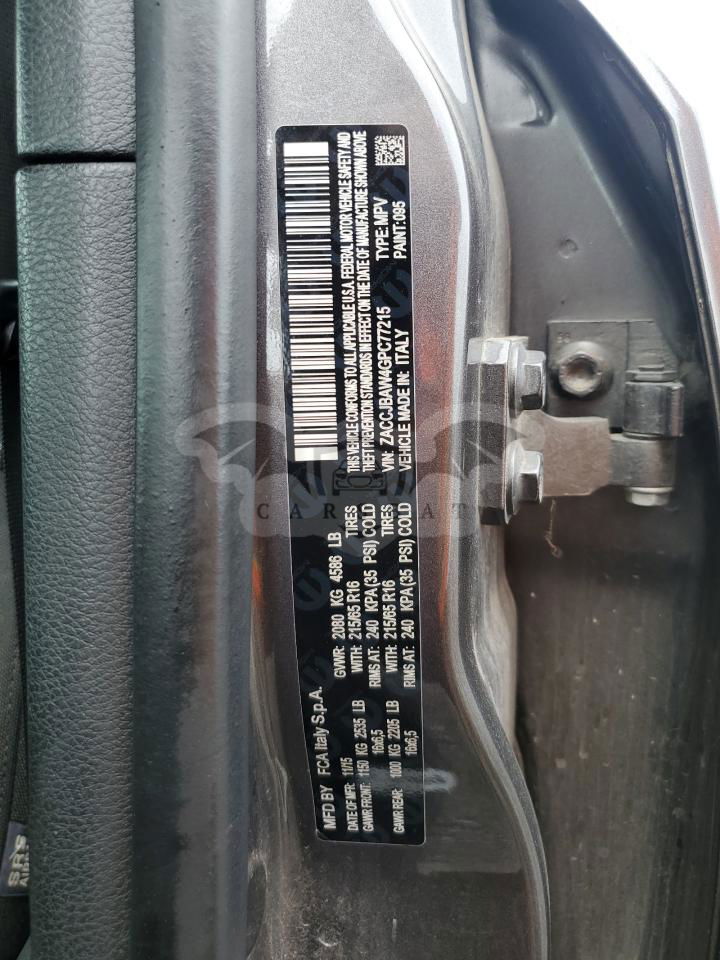 MFD BY FCA Italy S.p.A.
DATE OF MFR: 11/15 GVWR: 2080 KG 4586 LB
GAWR FRONT: 1150 KG 2535 LB WITH: 215/65 R16 TIRES
16x6,5 RIMS AT: 240 KPA(35 PSI) COLD
GAWR REAR: 1000 KG 2205 LB WITH: 215/65 R16 TIRES
16x6,5 RIMS AT: 240 KPA(35 PSI) COLD
THIS VEHICLE CONFORMS TO ALL APPLICABLE U.S.A. FEDERAL MOTOR VEHICLE SAFETY AND
THEFT PREVENTION STANDARDS IN EFFECT ON THE DATE OF MANUFACTURE SHOWN ABOVE
VIN: ZACCJBAW4GPC77215 TYPE: MPV
VEHICLE MADE IN: ITALY PAINT: 095
SRS